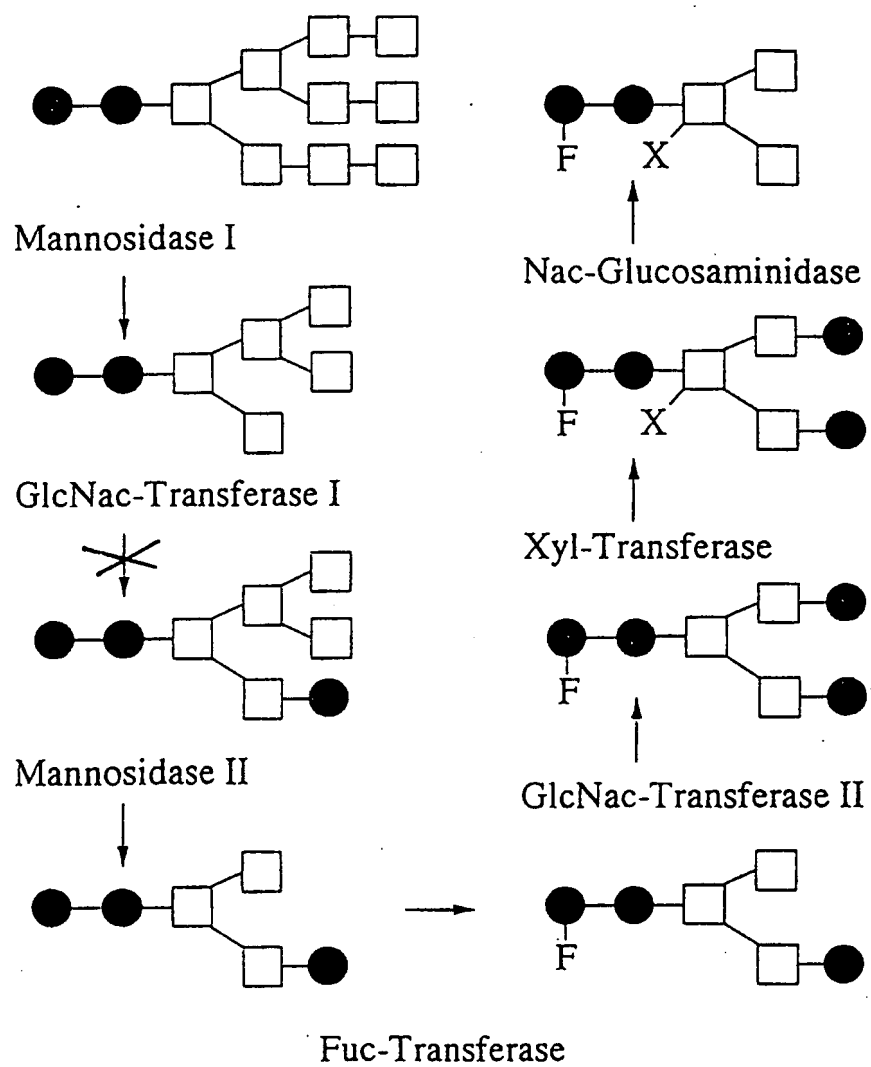 Mannosidase I
GlcNac-Transferase I
Mannosidase II
Fuc-Transferase
F
GlcNac-Transferase II
F
Xyl-Transferase
F X
Nac-Glucosaminidase
F X